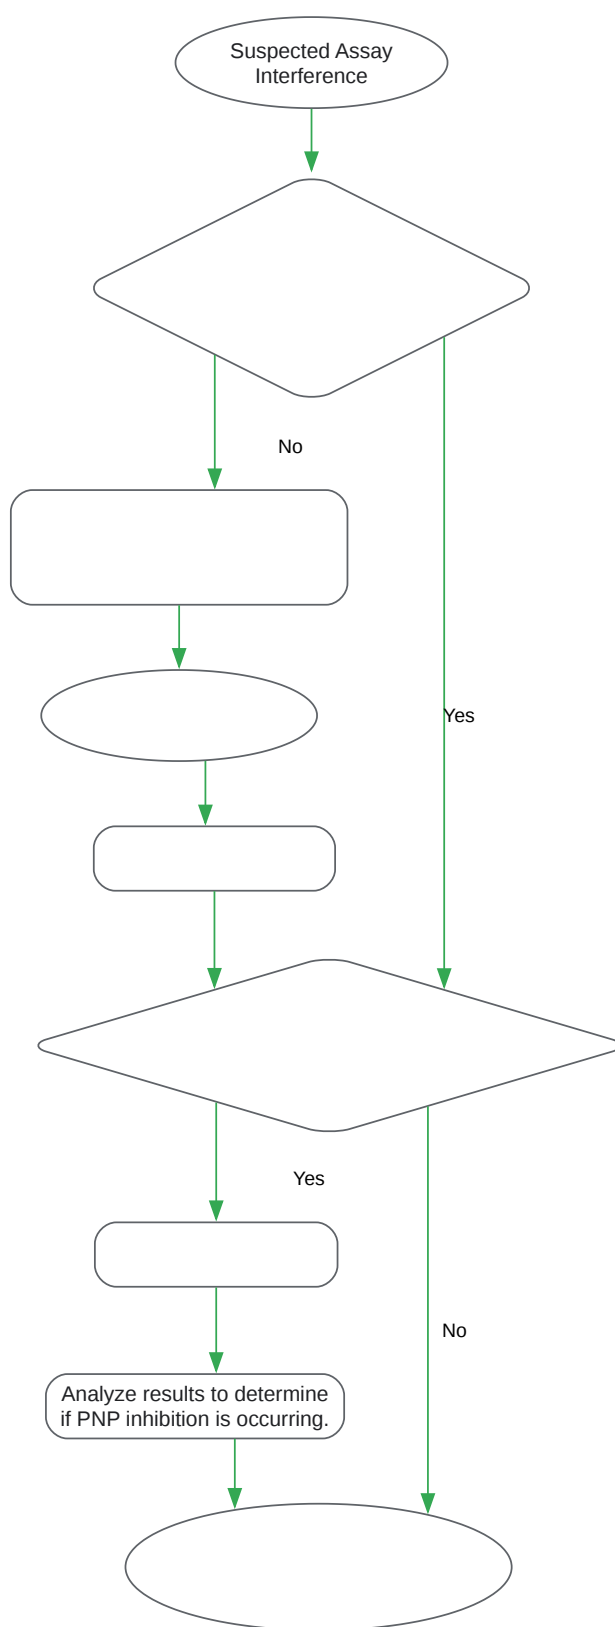 Suspected Assay
Interference
No
Yes
Yes
No
Analyze results to determine
if PNP inhibition is occurring.